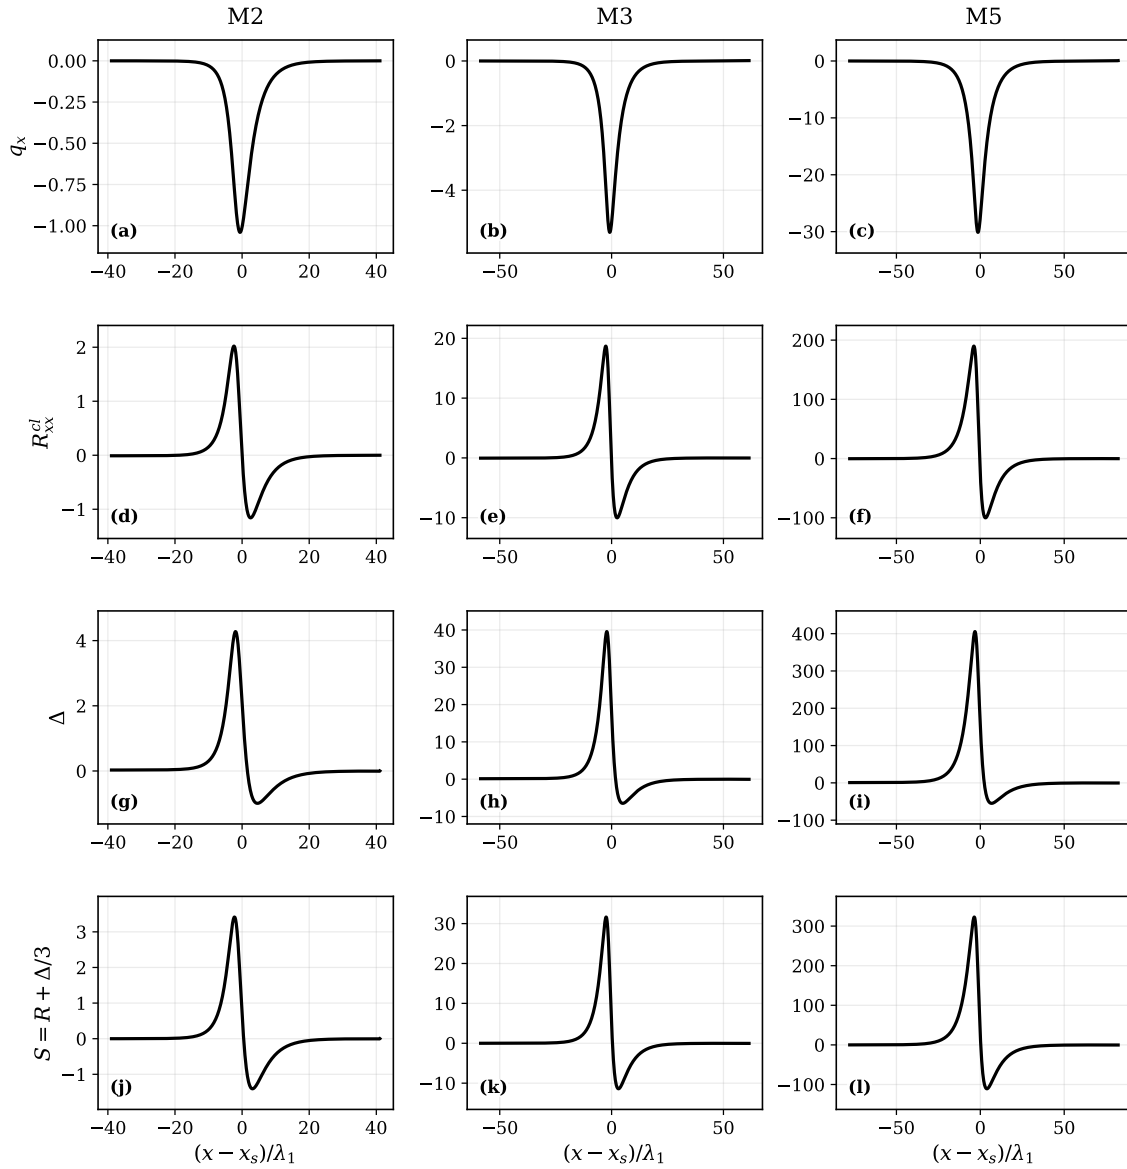 M2 M3 M5
0.00 −0.25 −0.50 −0.75 −1.00
q_x
(a)
−40 −20 0 20 40
0 −2 −4
(b)
−50 0 50
0 −10 −20 −30
(c)
−50 0 50
2 1 0 −1
R_{xx}^{cl}
(d)
−40 −20 0 20 40
20 10 0 −10
(e)
−50 0 50
200 100 0 −100
(f)
−50 0 50
4 2 0
Δ
(g)
−40 −20 0 20 40
40 30 20 10 0 −10
(h)
−50 0 50
400 300 200 100 0 −100
(i)
−50 0 50
3 2 1 0 −1
S = R + Δ/3
(j)
−40 −20 0 20 40
(x − x_s)/λ_1
30 20 10 0 −10
(k)
−50 0 50
(x − x_s)/λ_1
300 200 100 0 −100
(l)
−50 0 50
(x − x_s)/λ_1